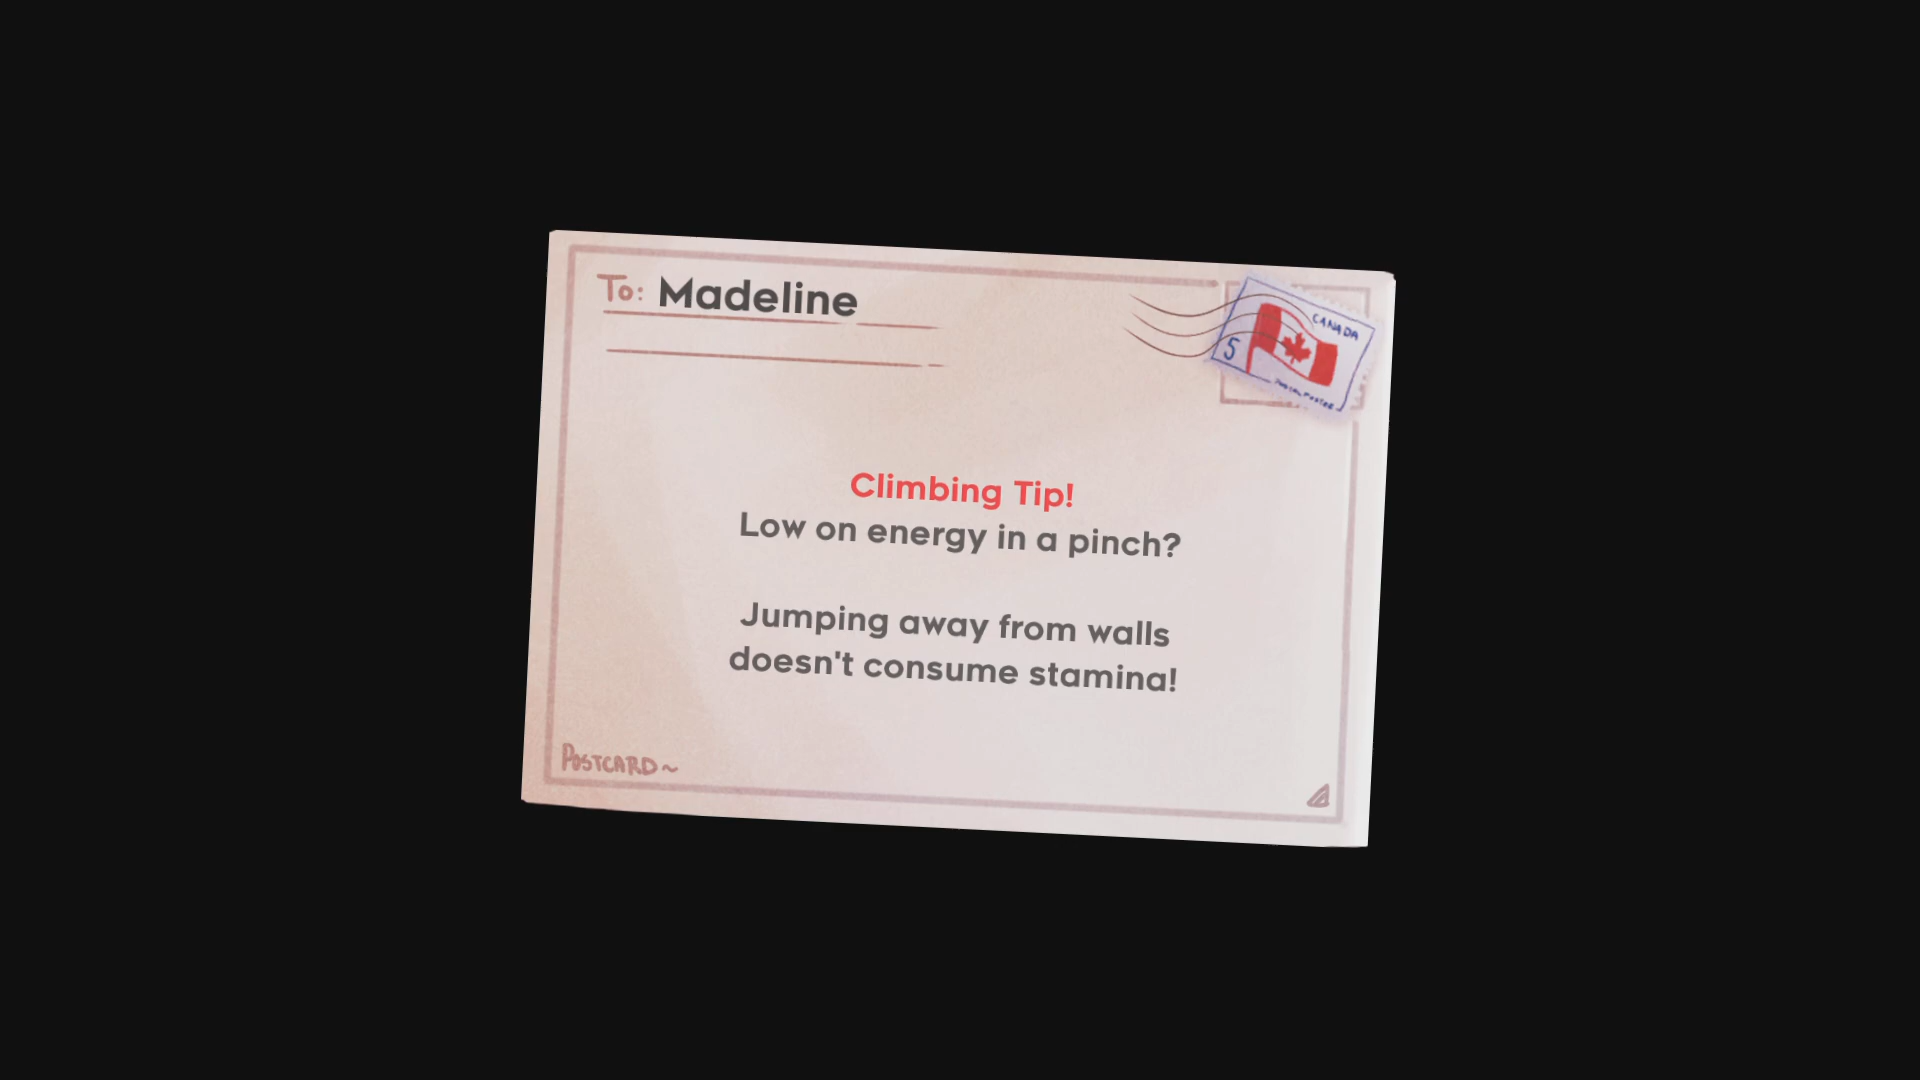 To: Madeline
CANADA
5
Climbing Tip!
Low on energy in a pinch?
Jumping away from walls
doesn't consume stamina!
POSTCARD~